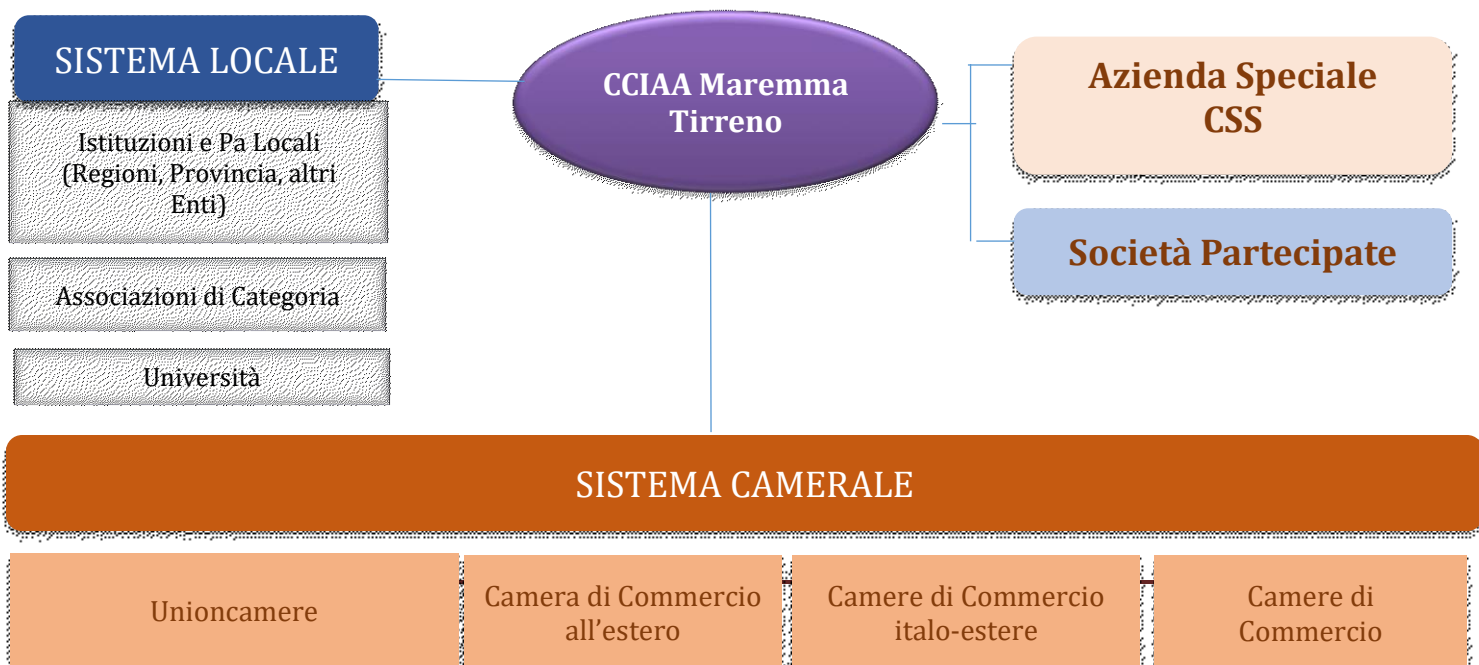 SISTEMA LOCALE
Istituzioni e Pa Locali
(Regioni, Provincia, altri
Enti)
Associazioni di Categoria
Università
CCIAA Maremma
Tirreno
Azienda Speciale
CSS
Società Partecipate
SISTEMA CAMERALE
Unioncamere
Camera di Commercio
all’estero
Camere di Commercio
italo-estere
Camere di
Commercio